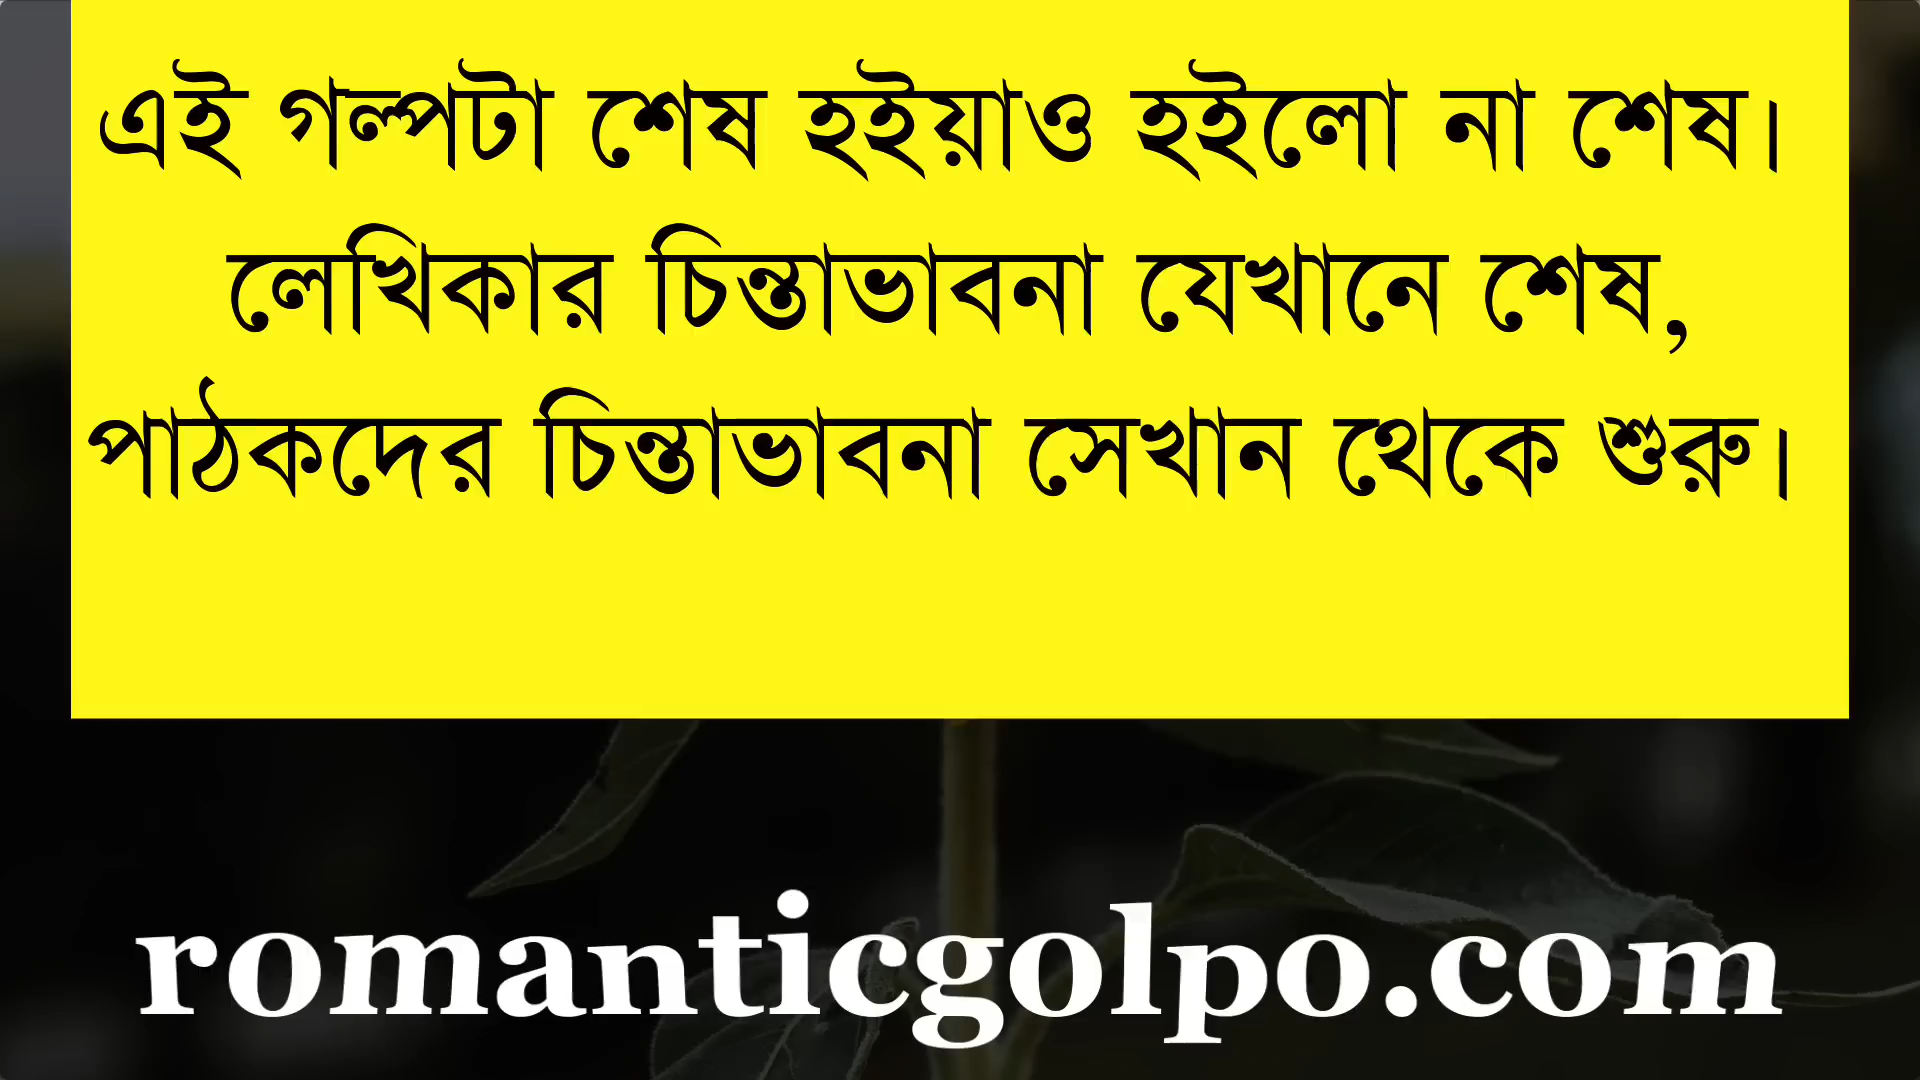 এই গল্পটা শেষ হইয়াও হইলো না শেষ।
লেখিকার চিন্তাভাবনা যেখানে শেষ,
পাঠকদের চিন্তাভাবনা সেখান থেকে শুরু।
romanticgolpo.com